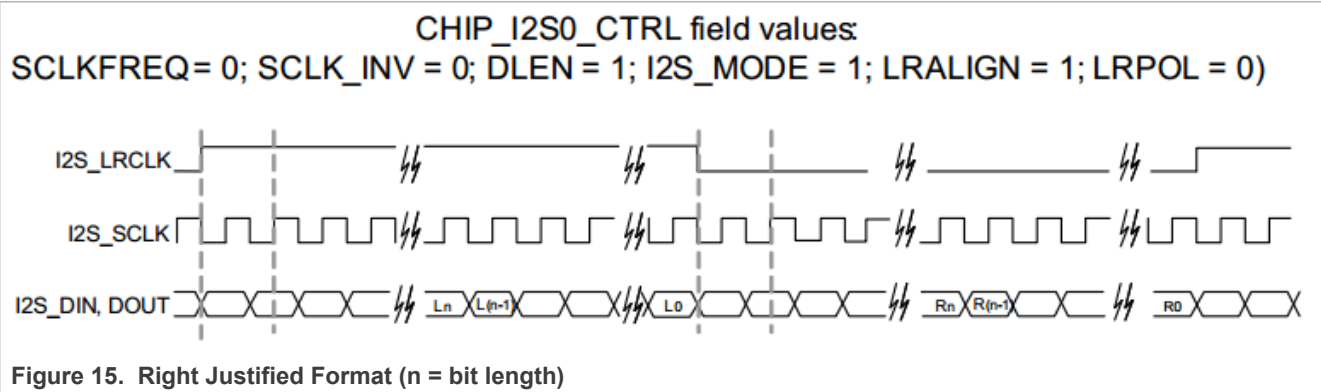 CHIP_I2S0_CTRL field values:
SCLKFREQ = 0; SCLK_INV = 0; DLEN = 1; I2S_MODE = 1; LRALIGN = 1; LRPOL = 0)
I2S_LRCLK
I2S_SCLK
I2S_DIN, DOUT Ln L(n-1) L0 Rn R(n-1) R0
Figure 15. Right Justified Format (n = bit length)